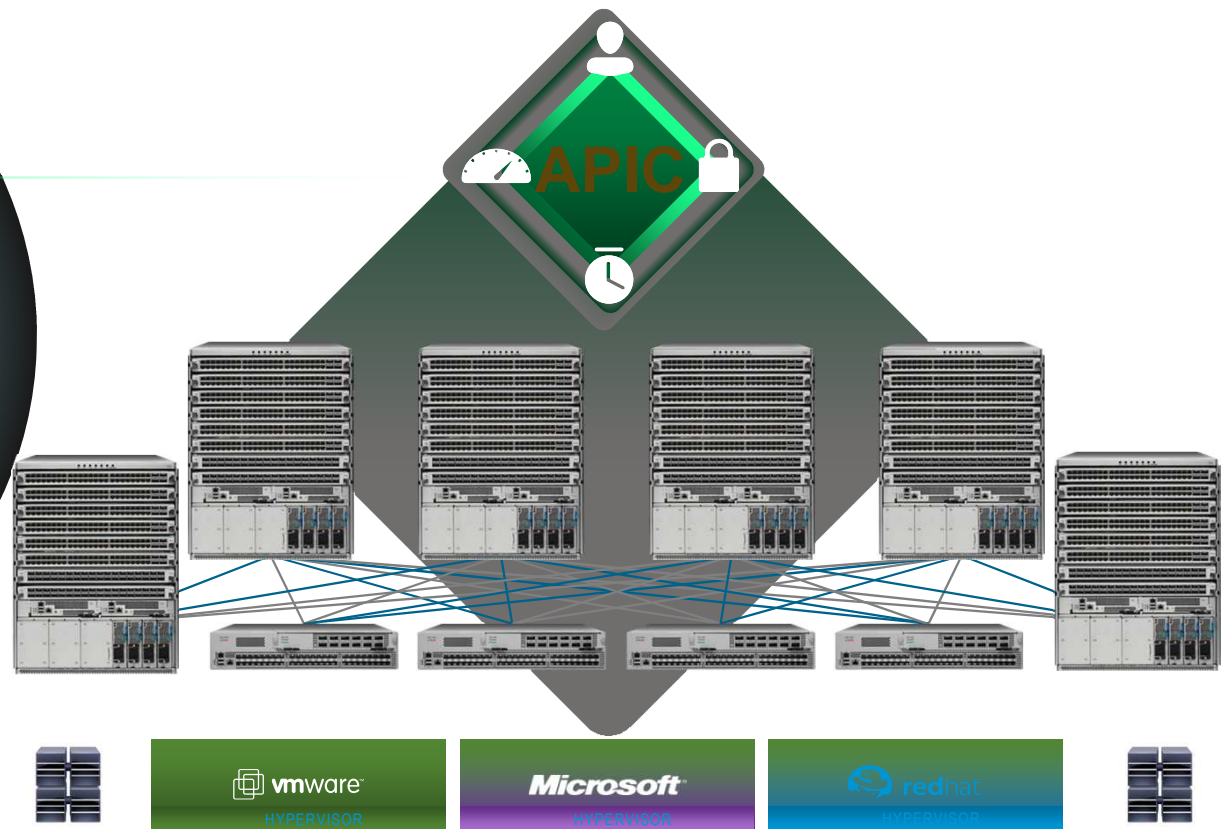 APIC
vmware
HYPERVISOR
Microsoft
HYPERVISOR
redhat
HYPERVISOR